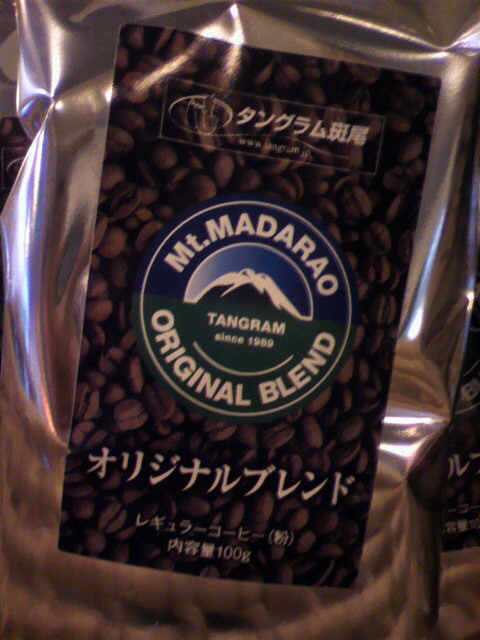 タングラム斑尾
www.tangram.jp
Mt.MADARAO
TANGRAM
since 1989
ORIGINAL BLEND
オリジナルブレンド
レギュラーコーヒー(粉)
内容量100g